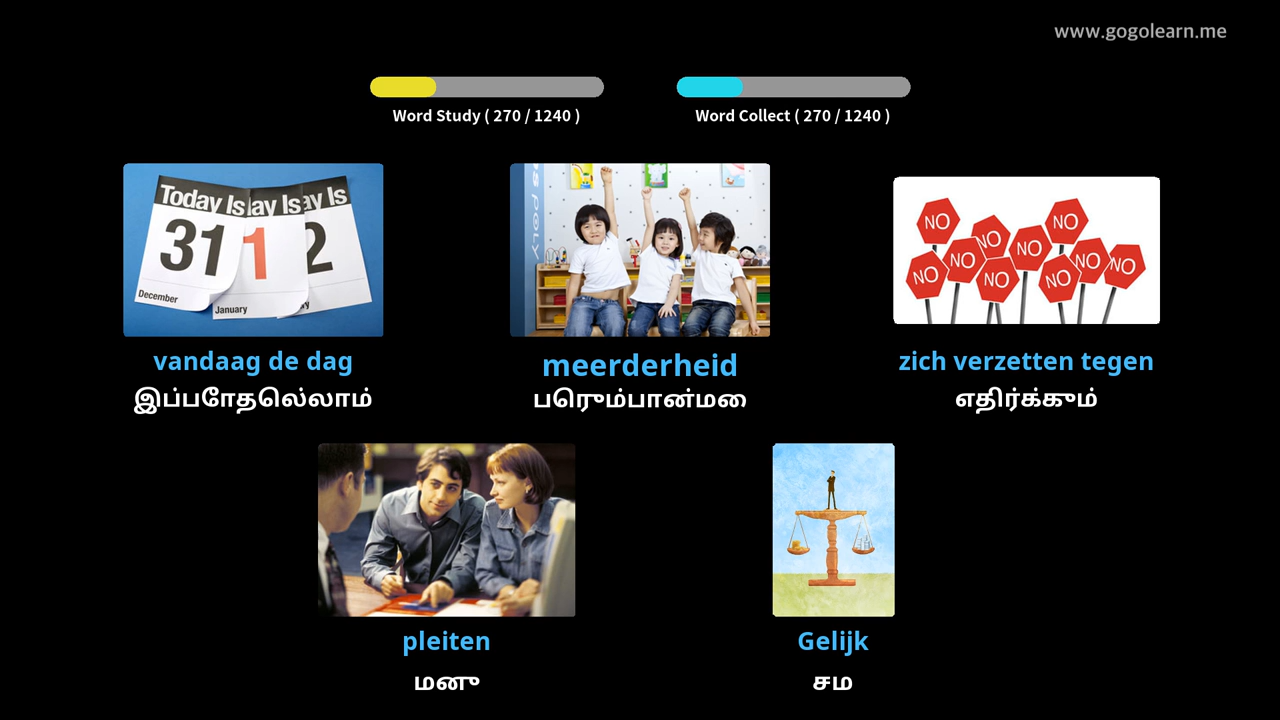 www.gogolearn.me
Word Study ( 270 / 1240 )
Word Collect ( 270 / 1240 )
Today Is
ay Is
ay Is
31
1
2
December
January
NO
NO
NO
NO
NO
NO
NO
NO
NO
NO
vandaag de dag
meerderheid
zich verzetten tegen
இப்போதெல்லாம்
பெரும்பான்மை
எதிர்க்கும்
pleiten
Gelijk
மனு
சம